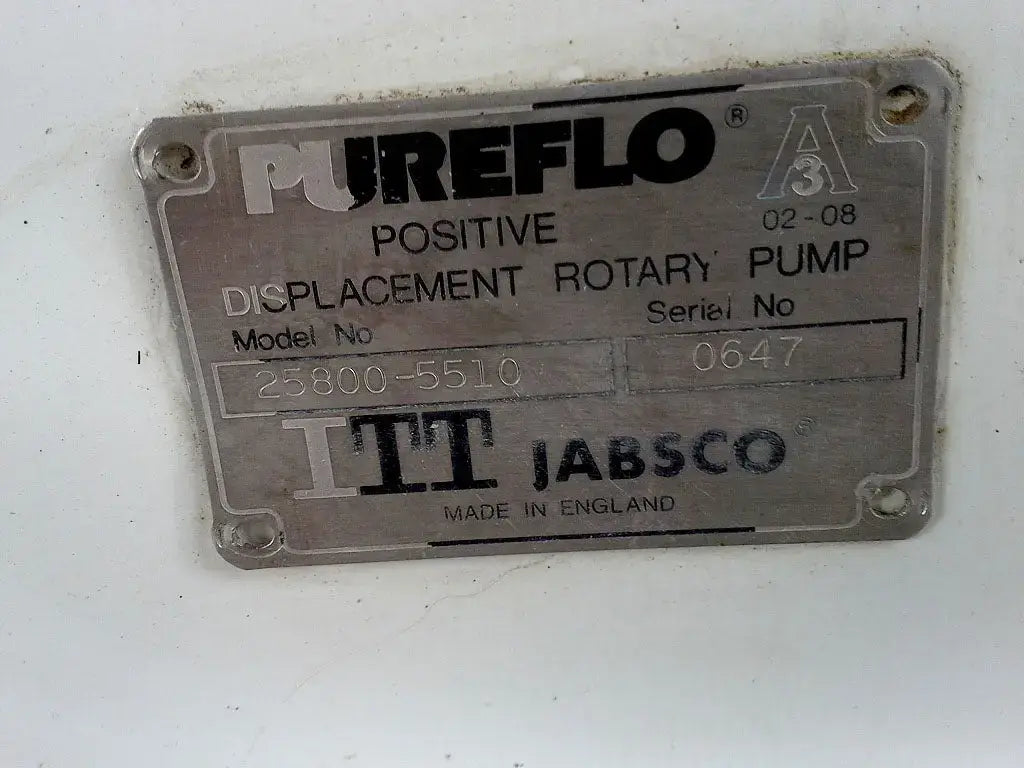 PUREFLO®
A
3
02-08
POSITIVE
DISPLACEMENT ROTARY PUMP
Model No Serial No
25800-5510 0647
ITT JABSCO®
MADE IN ENGLAND